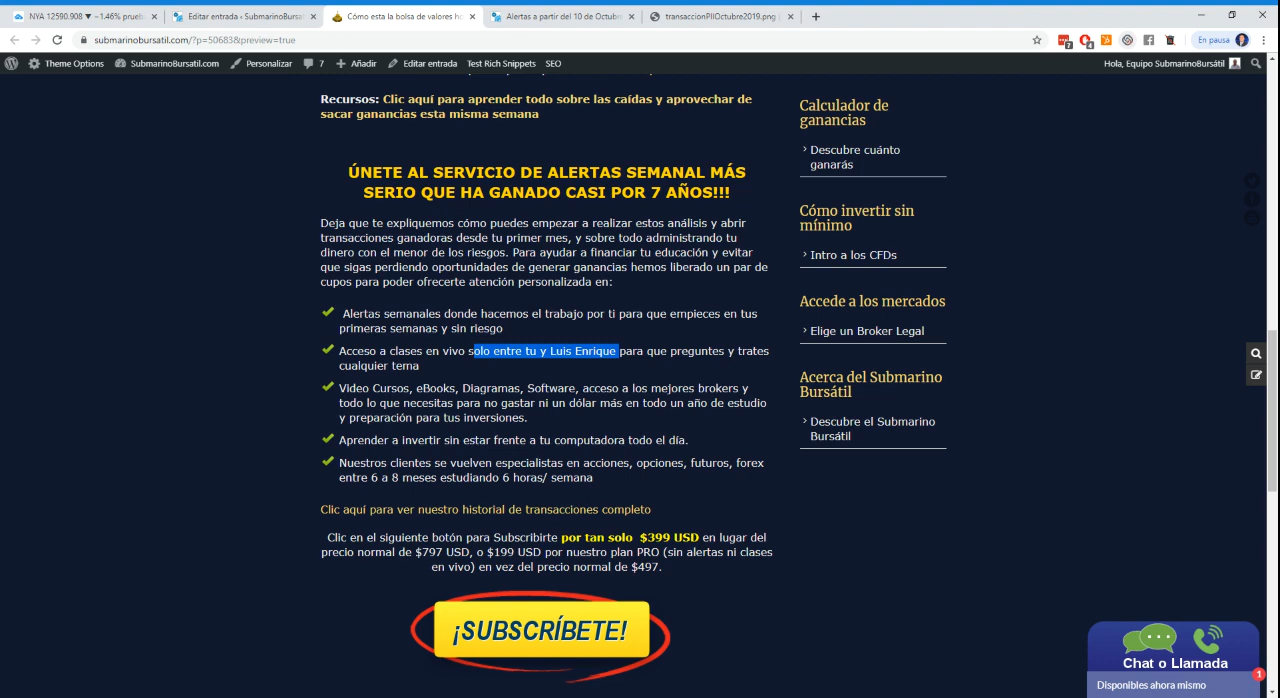 NYA 12590.908 ▼ −1.46% prueb
Editar entrada ‹ SubmarinoBursat
Cómo esta la bolsa de valores ho
Alertas a partir del 10 de Octubre
transaccionPIIOctubre2019.png
submarinobursatil.com/?p=50683&preview=true
7
4
En pausa
Theme Options
SubmarinoBursatil.com
Personalizar
7
Añadir
Editar entrada
Test Rich Snippets
SEO
Hola, Equipo SubmarinoBursátil
Recursos: Clic aquí para aprender todo sobre las caídas y aprovechar de
sacar ganancias esta misma semana
ÚNETE AL SERVICIO DE ALERTAS SEMANAL MÁS
SERIO QUE HA GANADO CASI POR 7 AÑOS!!!
Deja que te expliquemos cómo puedes empezar a realizar estos análisis y abrir
transacciones ganadoras desde tu primer mes, y sobre todo administrando tu
dinero con el menor de los riesgos. Para ayudar a financiar tu educación y evitar
que sigas perdiendo oportunidades de generar ganancias hemos liberado un par de
cupos para poder ofrecerte atención personalizada en:
Alertas semanales donde hacemos el trabajo por ti para que empieces en tus
primeras semanas y sin riesgo
Acceso a clases en vivo solo entre tu y Luis Enrique para que preguntes y trates
cualquier tema
Video Cursos, eBooks, Diagramas, Software, acceso a los mejores brokers y
todo lo que necesitas para no gastar ni un dólar más en todo un año de estudio
y preparación para tus inversiones.
Aprender a invertir sin estar frente a tu computadora todo el día.
Nuestros clientes se vuelven especialistas en acciones, opciones, futuros, forex
entre 6 a 8 meses estudiando 6 horas/ semana
Clic aquí para ver nuestro historial de transacciones completo
Clic en el siguiente botón para Subscribirte por tan solo $399 USD en lugar del
precio normal de $797 USD, o $199 USD por nuestro plan PRO (sin alertas ni clases
en vivo) en vez del precio normal de $497.
¡SUBSCRÍBETE!
Calculador de
ganancias
Descubre cuánto
ganarás
Cómo invertir sin
mínimo
Intro a los CFDs
Accede a los mercados
Elige un Broker Legal
Acerca del Submarino
Bursátil
Descubre el Submarino
Bursátil
Chat o Llamada
Disponibles ahora mismo
1